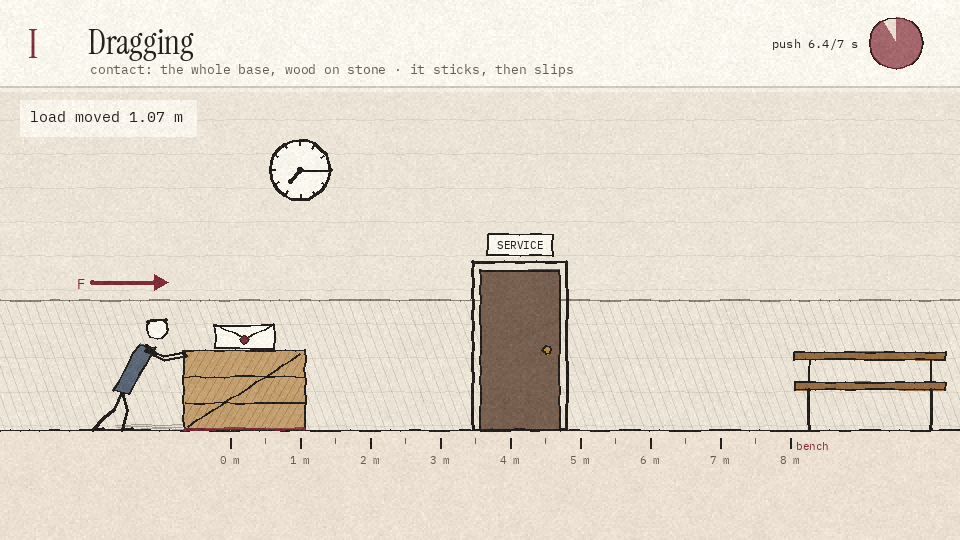 I Dragging
push 6.4/7 s
contact: the whole base, wood on stone · it sticks, then slips
load moved 1.07 m
SERVICE
F
bench
0 m 1 m 2 m 3 m 4 m 5 m 6 m 7 m 8 m